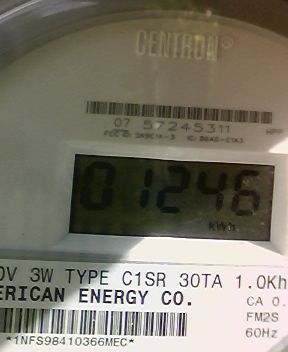 CENTRON®
07 57245311
01246
kWh
0V 3W TYPE C1SR 30TA 1.0Kh
ERICAN ENERGY CO.
CA 0.
FM2S
*1NFS98410366MEC*
60Hz